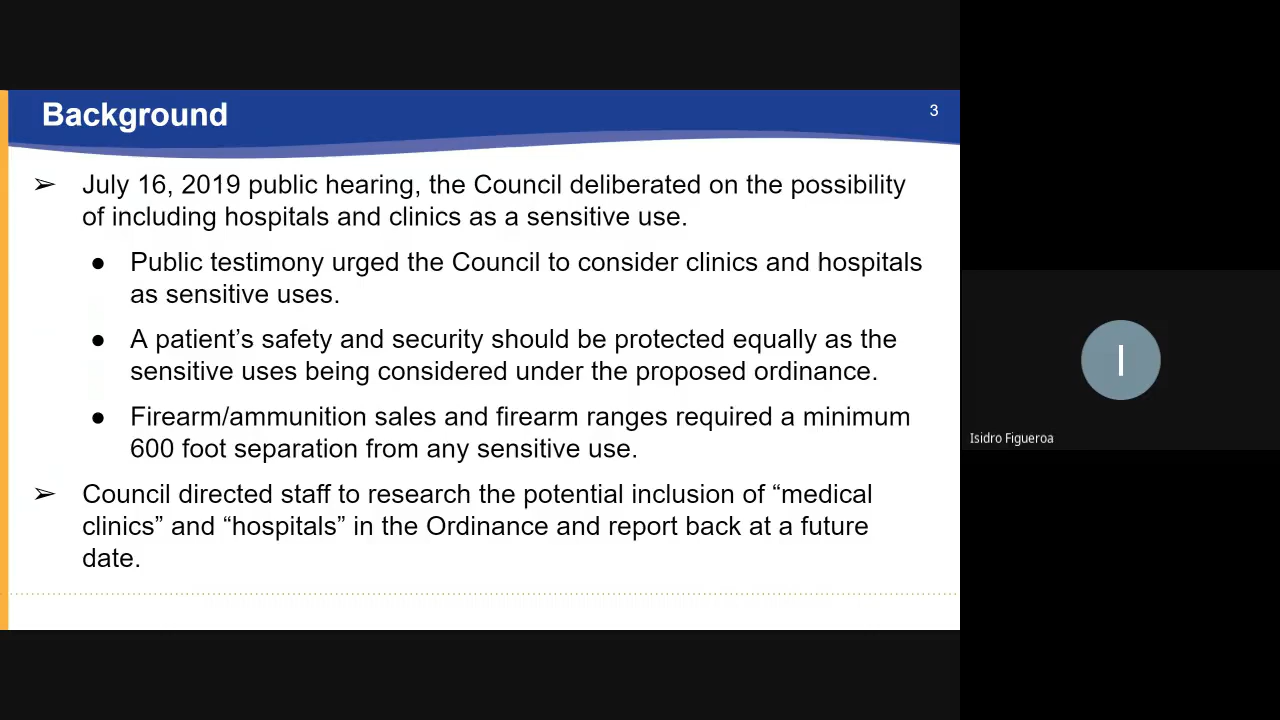 Background
3
➢ July 16, 2019 public hearing, the Council deliberated on the possibility
of including hospitals and clinics as a sensitive use.
● Public testimony urged the Council to consider clinics and hospitals
as sensitive uses.
● A patient’s safety and security should be protected equally as the
sensitive uses being considered under the proposed ordinance.
● Firearm/ammunition sales and firearm ranges required a minimum
600 foot separation from any sensitive use.
➢ Council directed staff to research the potential inclusion of “medical
clinics” and “hospitals” in the Ordinance and report back at a future
date.
I
Isidro Figueroa